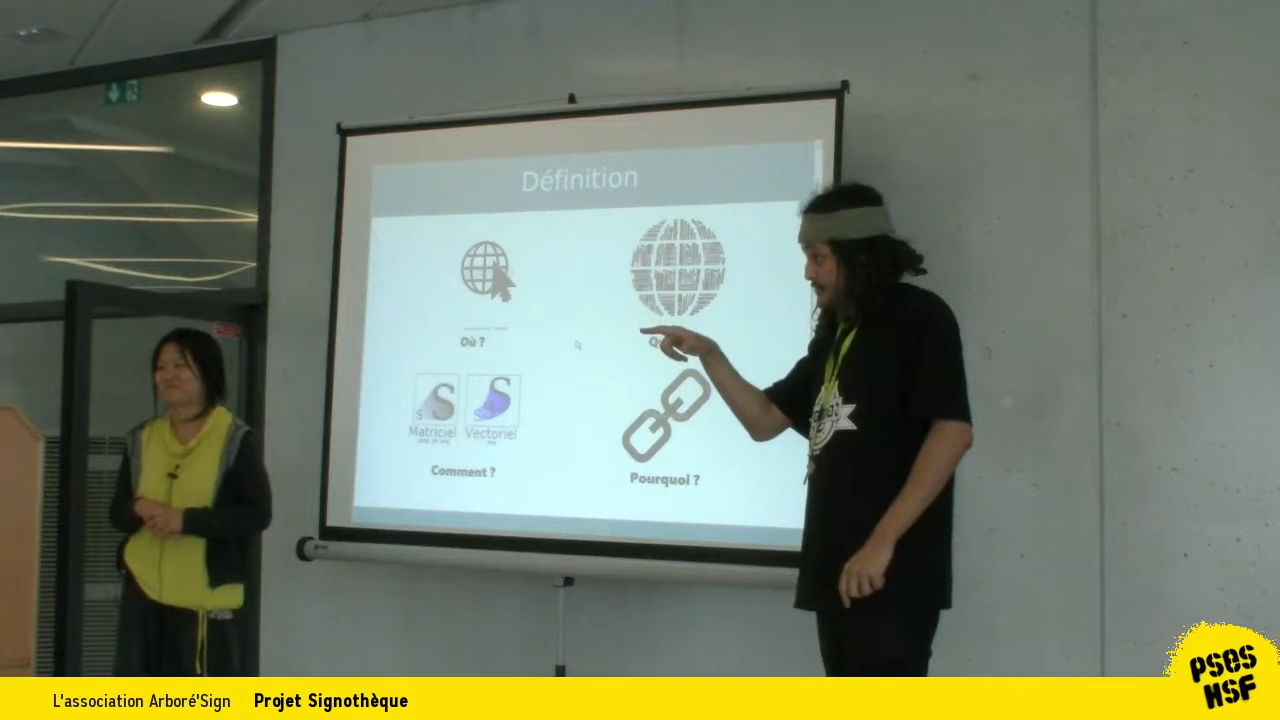 Définition
Où ?
S
S
S
Matriciel
Vectoriel
Comment ?
Pourquoi ?
L'association Arboré'Sign
Projet Signothèque
PSES
HSF